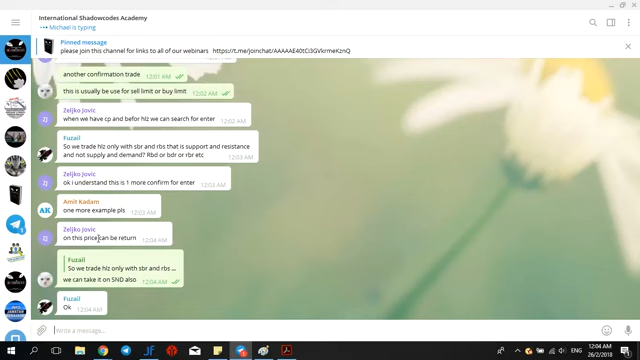 International Shadowcodes Academy
Michael is typing
Pinned message
please join this channel for links to all of our webinars https://t.me/joinchat/AAAAAE40tCi3GVkrmeKznQ
another confirmation trade 12:01 AM
this is usually be use for sell limit or buy limit 12:02 AM
Zeljko Jovic
when we have cp and befor hlz we can search for enter 12:02 AM
Fuzail
So we trade hlz only with sbr and rbs that is support and resistance
and not supply and demand? Rbd or bdr or rbr etc 12:03 AM
Zeljko Jovic
ok i understand this is 1 more confirm for enter 12:03 AM
Amit Kadam
one more example pls 12:03 AM
Zeljko Jovic
on this price can be return 12:04 AM
Fuzail
So we trade hlz only with sbr and rbs ...
we can take it on SND also 12:04 AM
Fuzail
Ok 12:04 AM
Write a message...
ENG 12:04 AM
26/2/2018